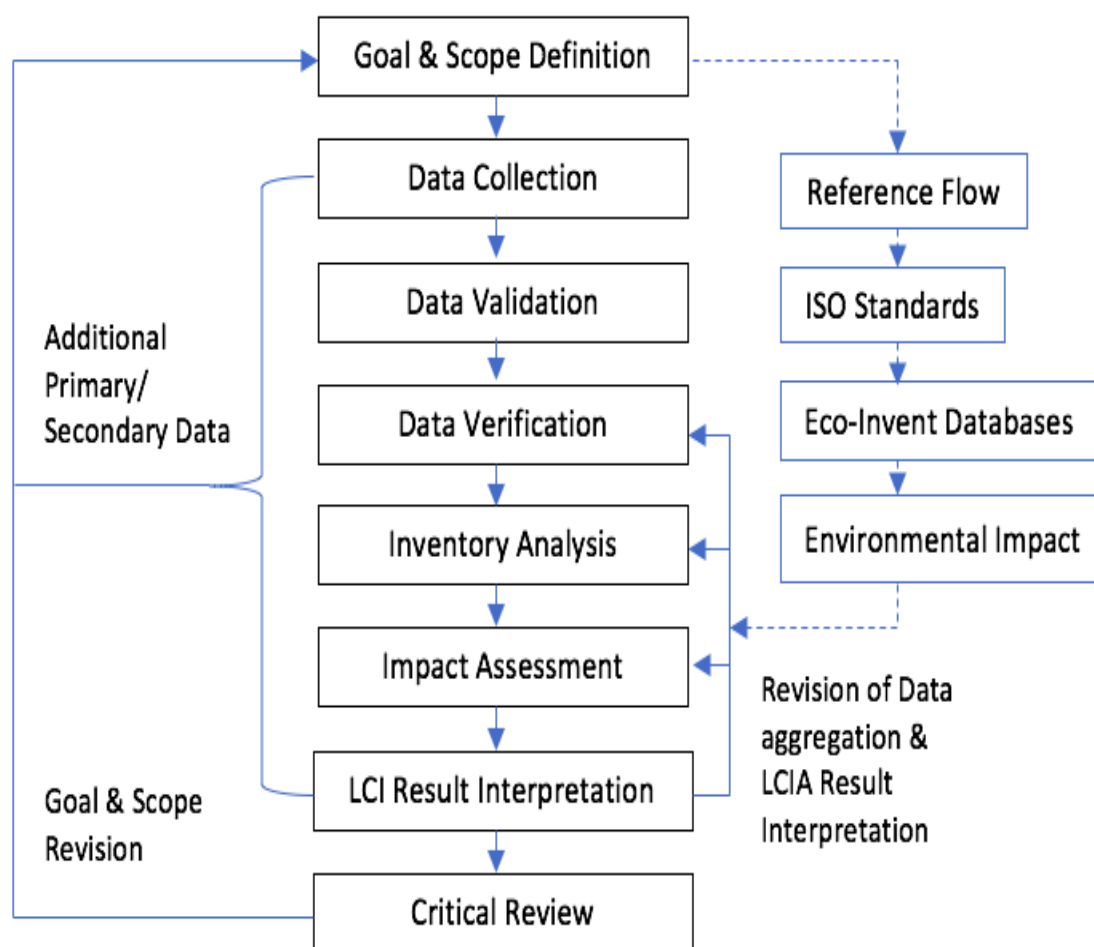 Goal & Scope Definition
Data Collection
Reference Flow
Data Validation
ISO Standards
Additional
Primary/
Secondary Data
Data Verification
Eco-Invent Databases
Inventory Analysis
Environmental Impact
Impact Assessment
Revision of Data
aggregation &
LCIA Result
Interpretation
LCI Result Interpretation
Goal & Scope
Revision
Critical Review